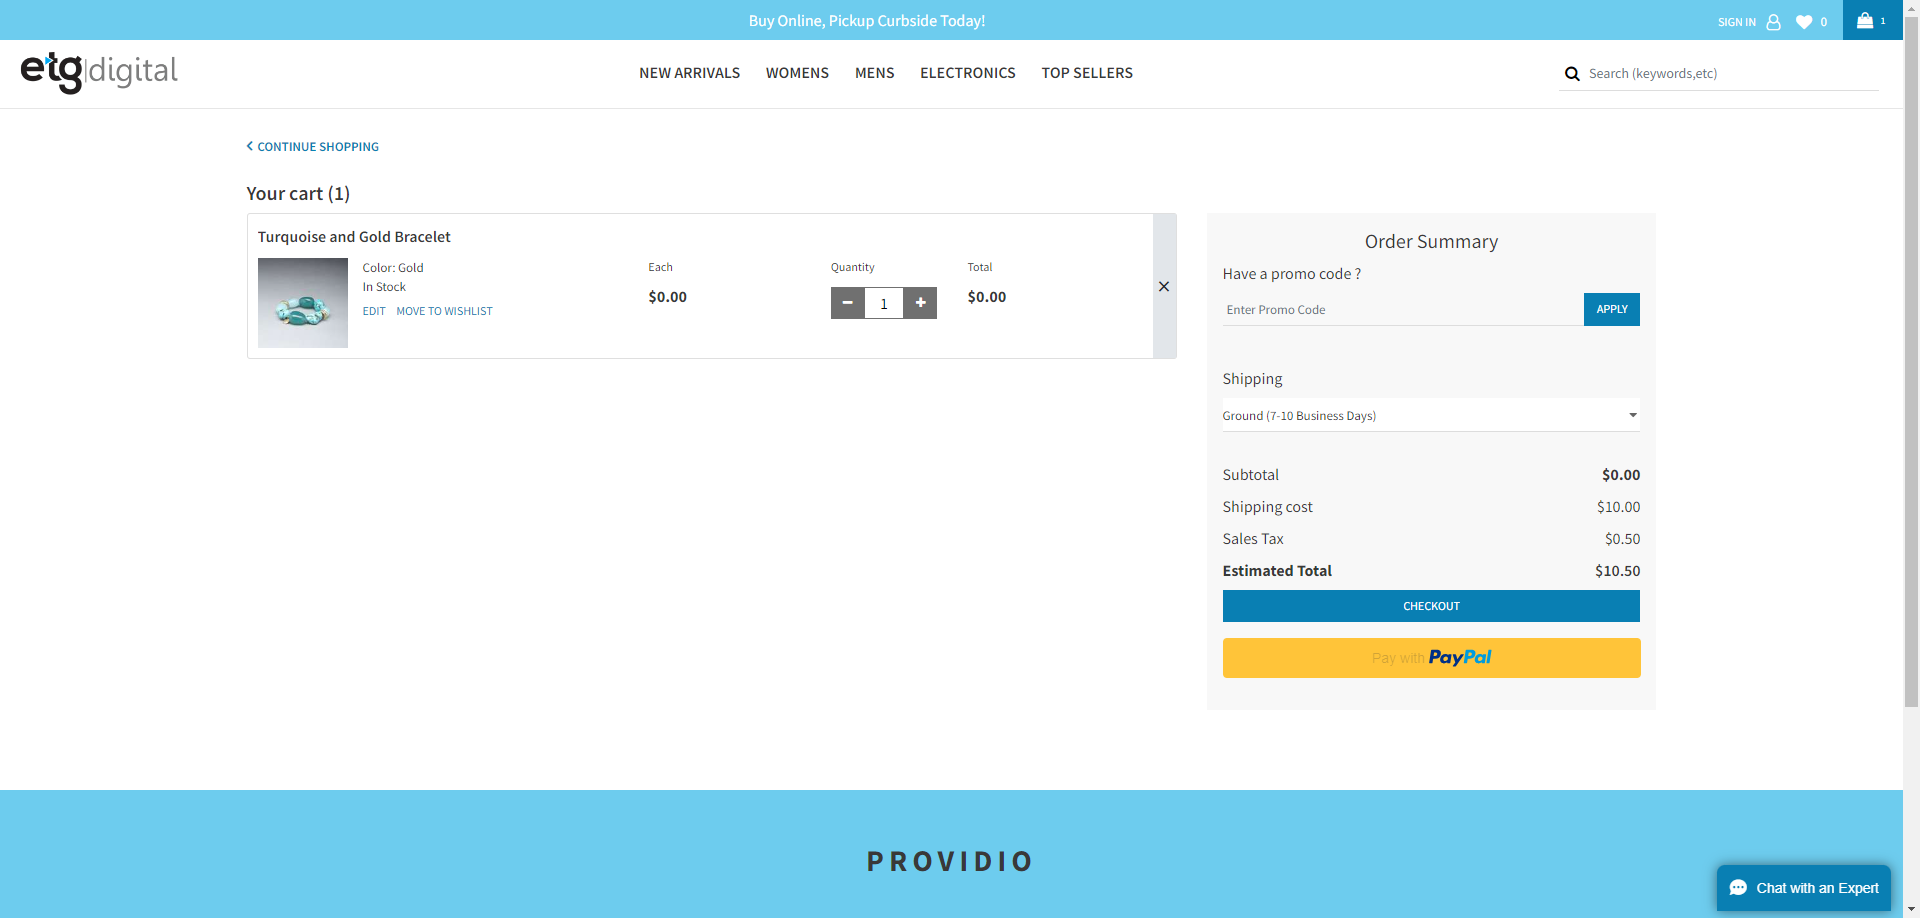 Buy Online, Pickup Curbside Today!
SIGN IN 0 1
etg|digital
NEW ARRIVALS WOMENS MENS ELECTRONICS TOP SELLERS
Search (keywords,etc)
CONTINUE SHOPPING
Your cart (1)
Turquoise and Gold Bracelet
Color: Gold
In Stock
EDIT MOVE TO WISHLIST
Each
$0.00
Quantity
1
Total
$0.00
Order Summary
Have a promo code ?
Enter Promo Code APPLY
Shipping
Ground (7-10 Business Days)
Subtotal $0.00
Shipping cost $10.00
Sales Tax $0.50
Estimated Total $10.50
CHECKOUT
Pay with PayPal
PROVIDIO
Chat with an Expert